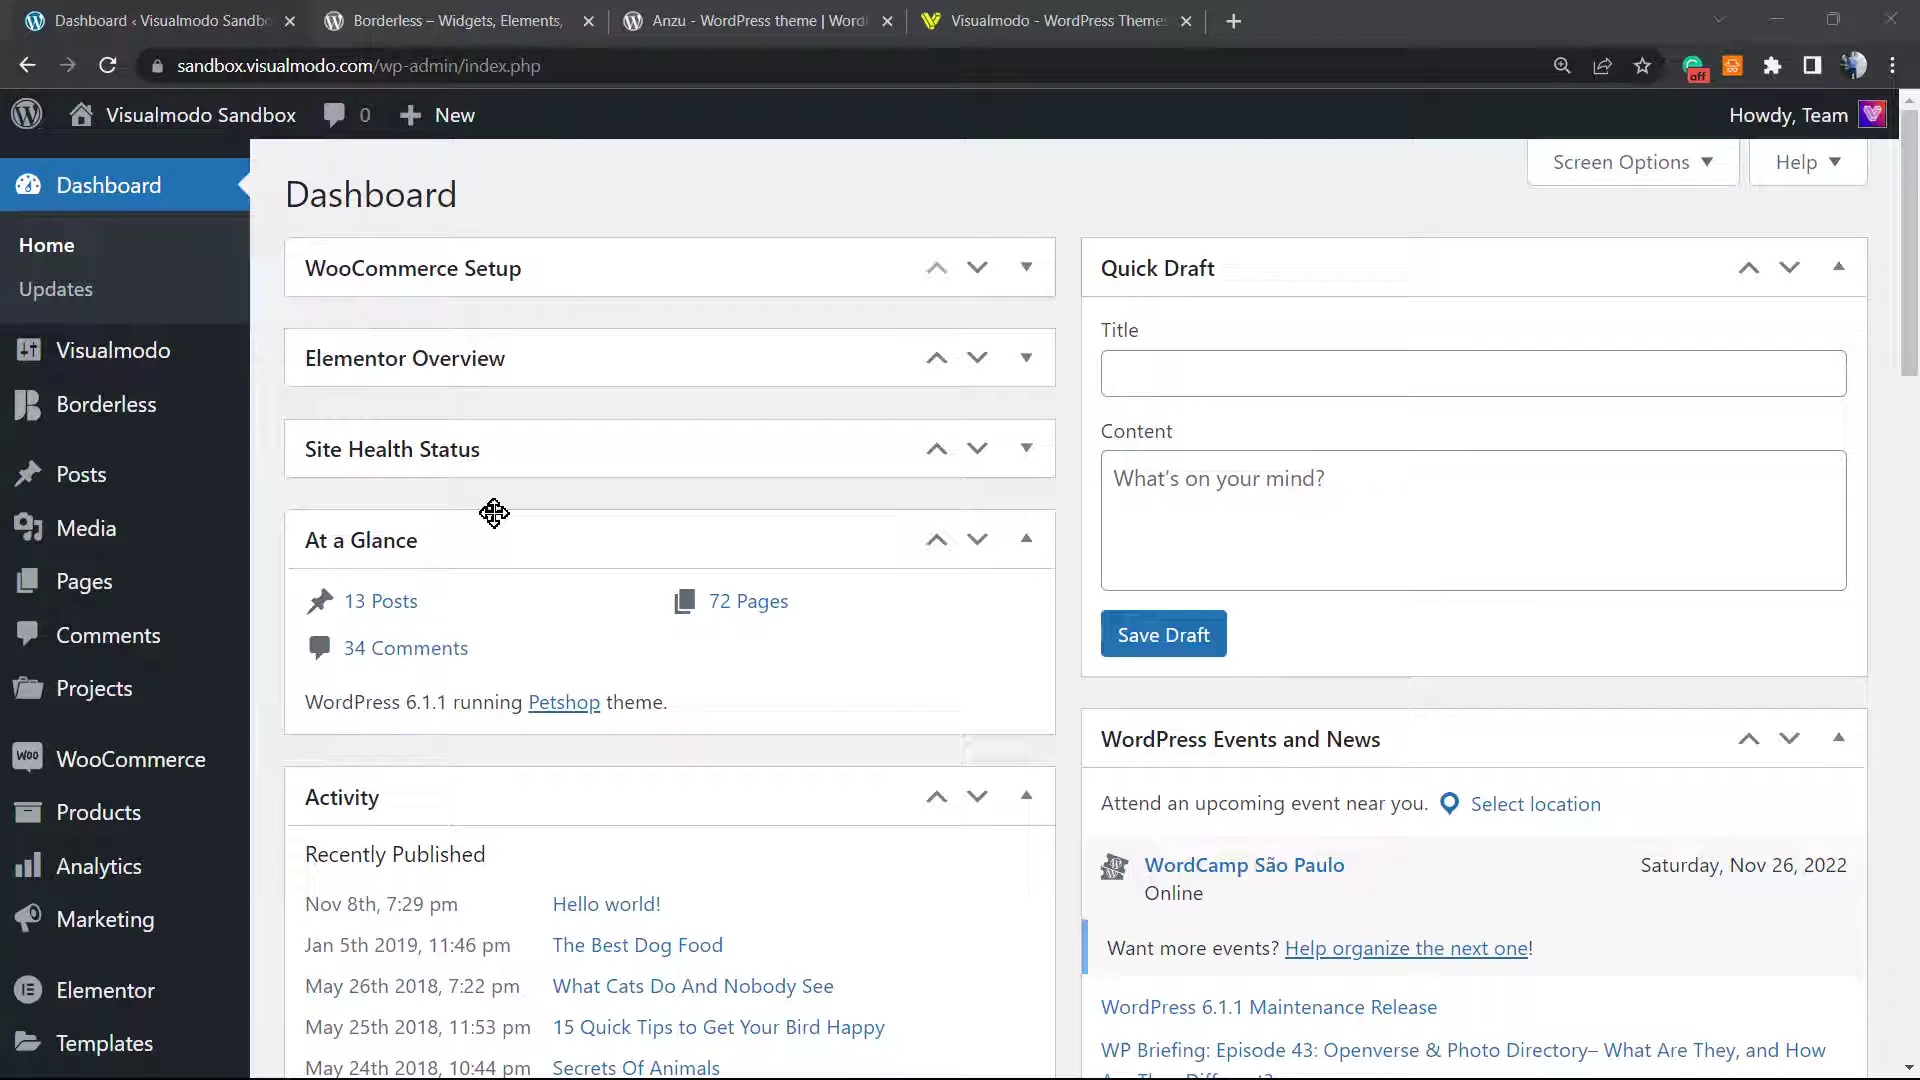 Dashboard ‹ Visualmodo Sandbo
Borderless – Widgets, Elements,
Anzu - WordPress theme | Word
Visualmodo - WordPress Themes
sandbox.visualmodo.com/wp-admin/index.php
off
Visualmodo Sandbox
0
New
Howdy, Team
Screen Options
Help
Dashboard
Home
Updates
Visualmodo
Borderless
Posts
Media
Pages
Comments
Projects
Woo
WooCommerce
Products
Analytics
Marketing
Elementor
Templates
Dashboard
WooCommerce Setup
Elementor Overview
Site Health Status
At a Glance
13 Posts
72 Pages
34 Comments
WordPress 6.1.1 running Petshop theme.
Activity
Recently Published
Nov 8th, 7:29 pm Hello world!
Jan 5th 2019, 11:46 pm The Best Dog Food
May 26th 2018, 7:22 pm What Cats Do And Nobody See
May 25th 2018, 11:53 pm 15 Quick Tips to Get Your Bird Happy
May 24th 2018, 10:44 pm Secrets Of Animals
Quick Draft
Title
Content
What's on your mind?
Save Draft
WordPress Events and News
Attend an upcoming event near you. Select location
WordCamp São Paulo
Saturday, Nov 26, 2022
Online
Want more events? Help organize the next one!
WordPress 6.1.1 Maintenance Release
WP Briefing: Episode 43: Openverse & Photo Directory– What Are They, and How